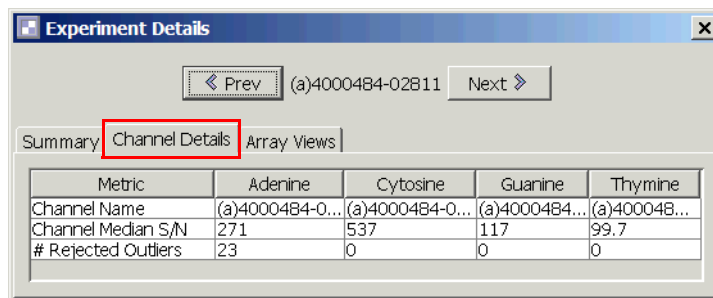 Experiment Details
Prev (a)4000484-02811 Next
Summary Channel Details Array Views
Metric Adenine Cytosine Guanine Thymine
Channel Name (a)4000484-0... (a)4000484-0... (a)4000484... (a)400048...
Channel Median S/N 271 537 117 99.7
# Rejected Outliers 23 0 0 0